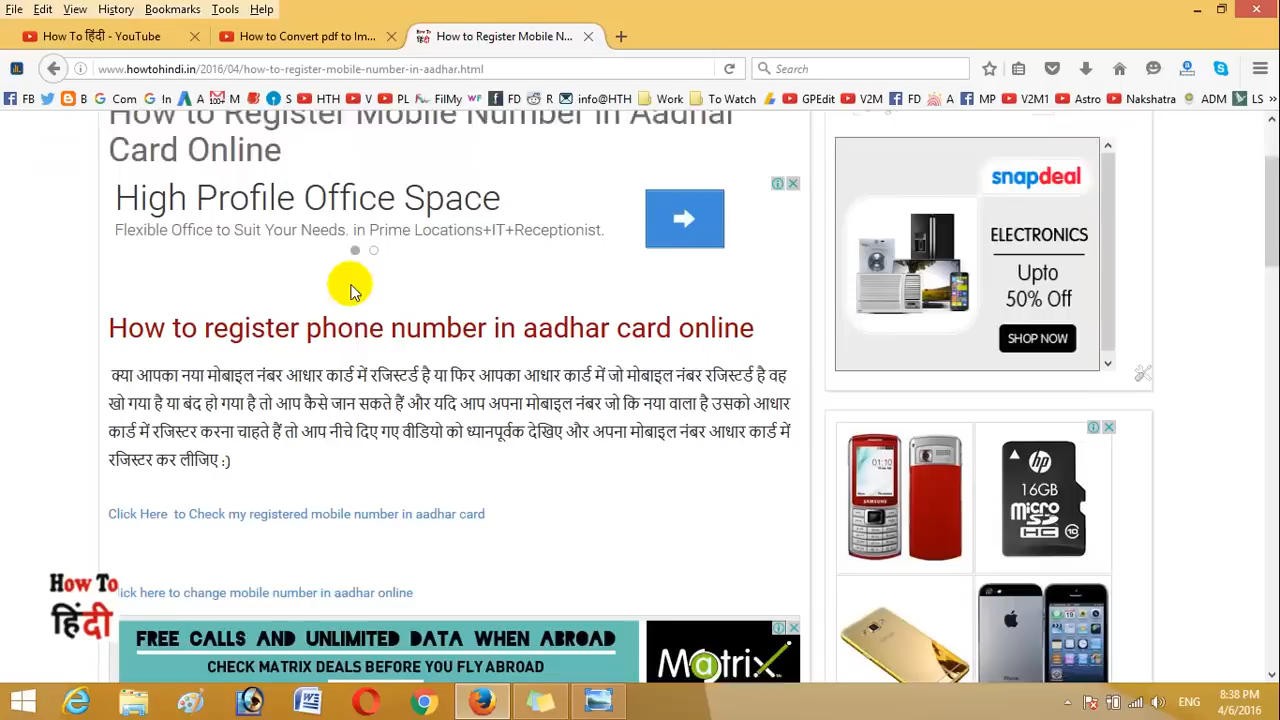 File Edit View History Bookmarks Tools Help
How To हिंदी - YouTube
How to Convert pdf to Im...
How to Register Mobile N...
www.howtohindi.in/2016/04/how-to-register-mobile-number-in-aadhar.html
Search
FB B Com In A M S HTH V PL FilMy FD R info@HTH Work To Watch GPEdit V2M FD A MP V2M1 Astro Nakshatra ADM LS »
How to Register Mobile Number in Aadhar
Card Online
High Profile Office Space
Flexible Office to Suit Your Needs. in Prime Locations+IT+Receptionist.
How to register phone number in aadhar card online
क्या आपका नया मोबाइल नंबर आधार कार्ड में रजिस्टर्ड है या फिर आपका आधार कार्ड में जो मोबाइल नंबर रजिस्टर्ड है वह
खो गया है या बंद हो गया है तो आप कैसे जान सकते हैं और यदि आप अपना मोबाइल नंबर जो कि नया वाला है उसको आधार
कार्ड में रजिस्टर करना चाहते हैं तो आप नीचे दिए गए वीडियो को ध्यानपूर्वक देखिए और अपना मोबाइल नंबर आधार कार्ड में
रजिस्टर कर लीजिए :)
Click Here to Check my registered mobile number in aadhar card
lick here to change mobile number in aadhar online
How To
हिंदी
FREE CALLS AND UNLIMITED DATA WHEN ABROAD
CHECK MATRIX DEALS BEFORE YOU FLY ABROAD
Matrix
snapdeal
ELECTRONICS
Upto
50% Off
SHOP NOW
01:10
SAMSUNG
hp
16GB
micro
SD
HC
10
ENG
8:38 PM
4/6/2016